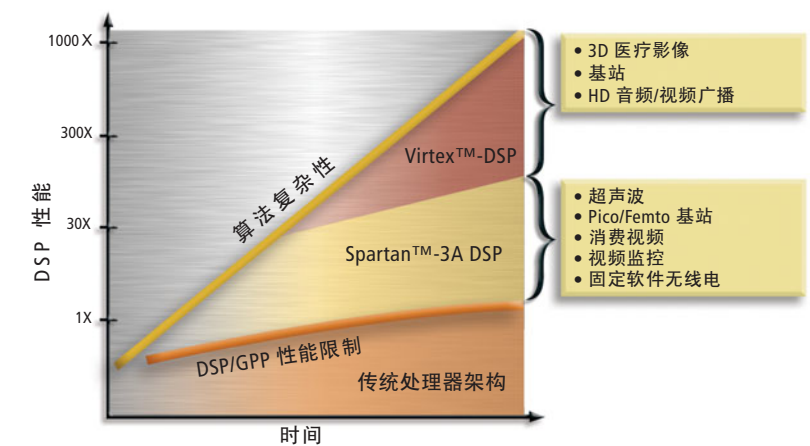 1000X
300X
30X
1X
DSP 性能
算法复杂性
Virtex™-DSP
Spartan™-3A DSP
DSP/GPP 性能限制
传统处理器架构
时间
• 3D 医疗影像
• 基站
• HD 音频/视频广播
• 超声波
• Pico/Femto 基站
• 消费视频
• 视频监控
• 固定软件无线电